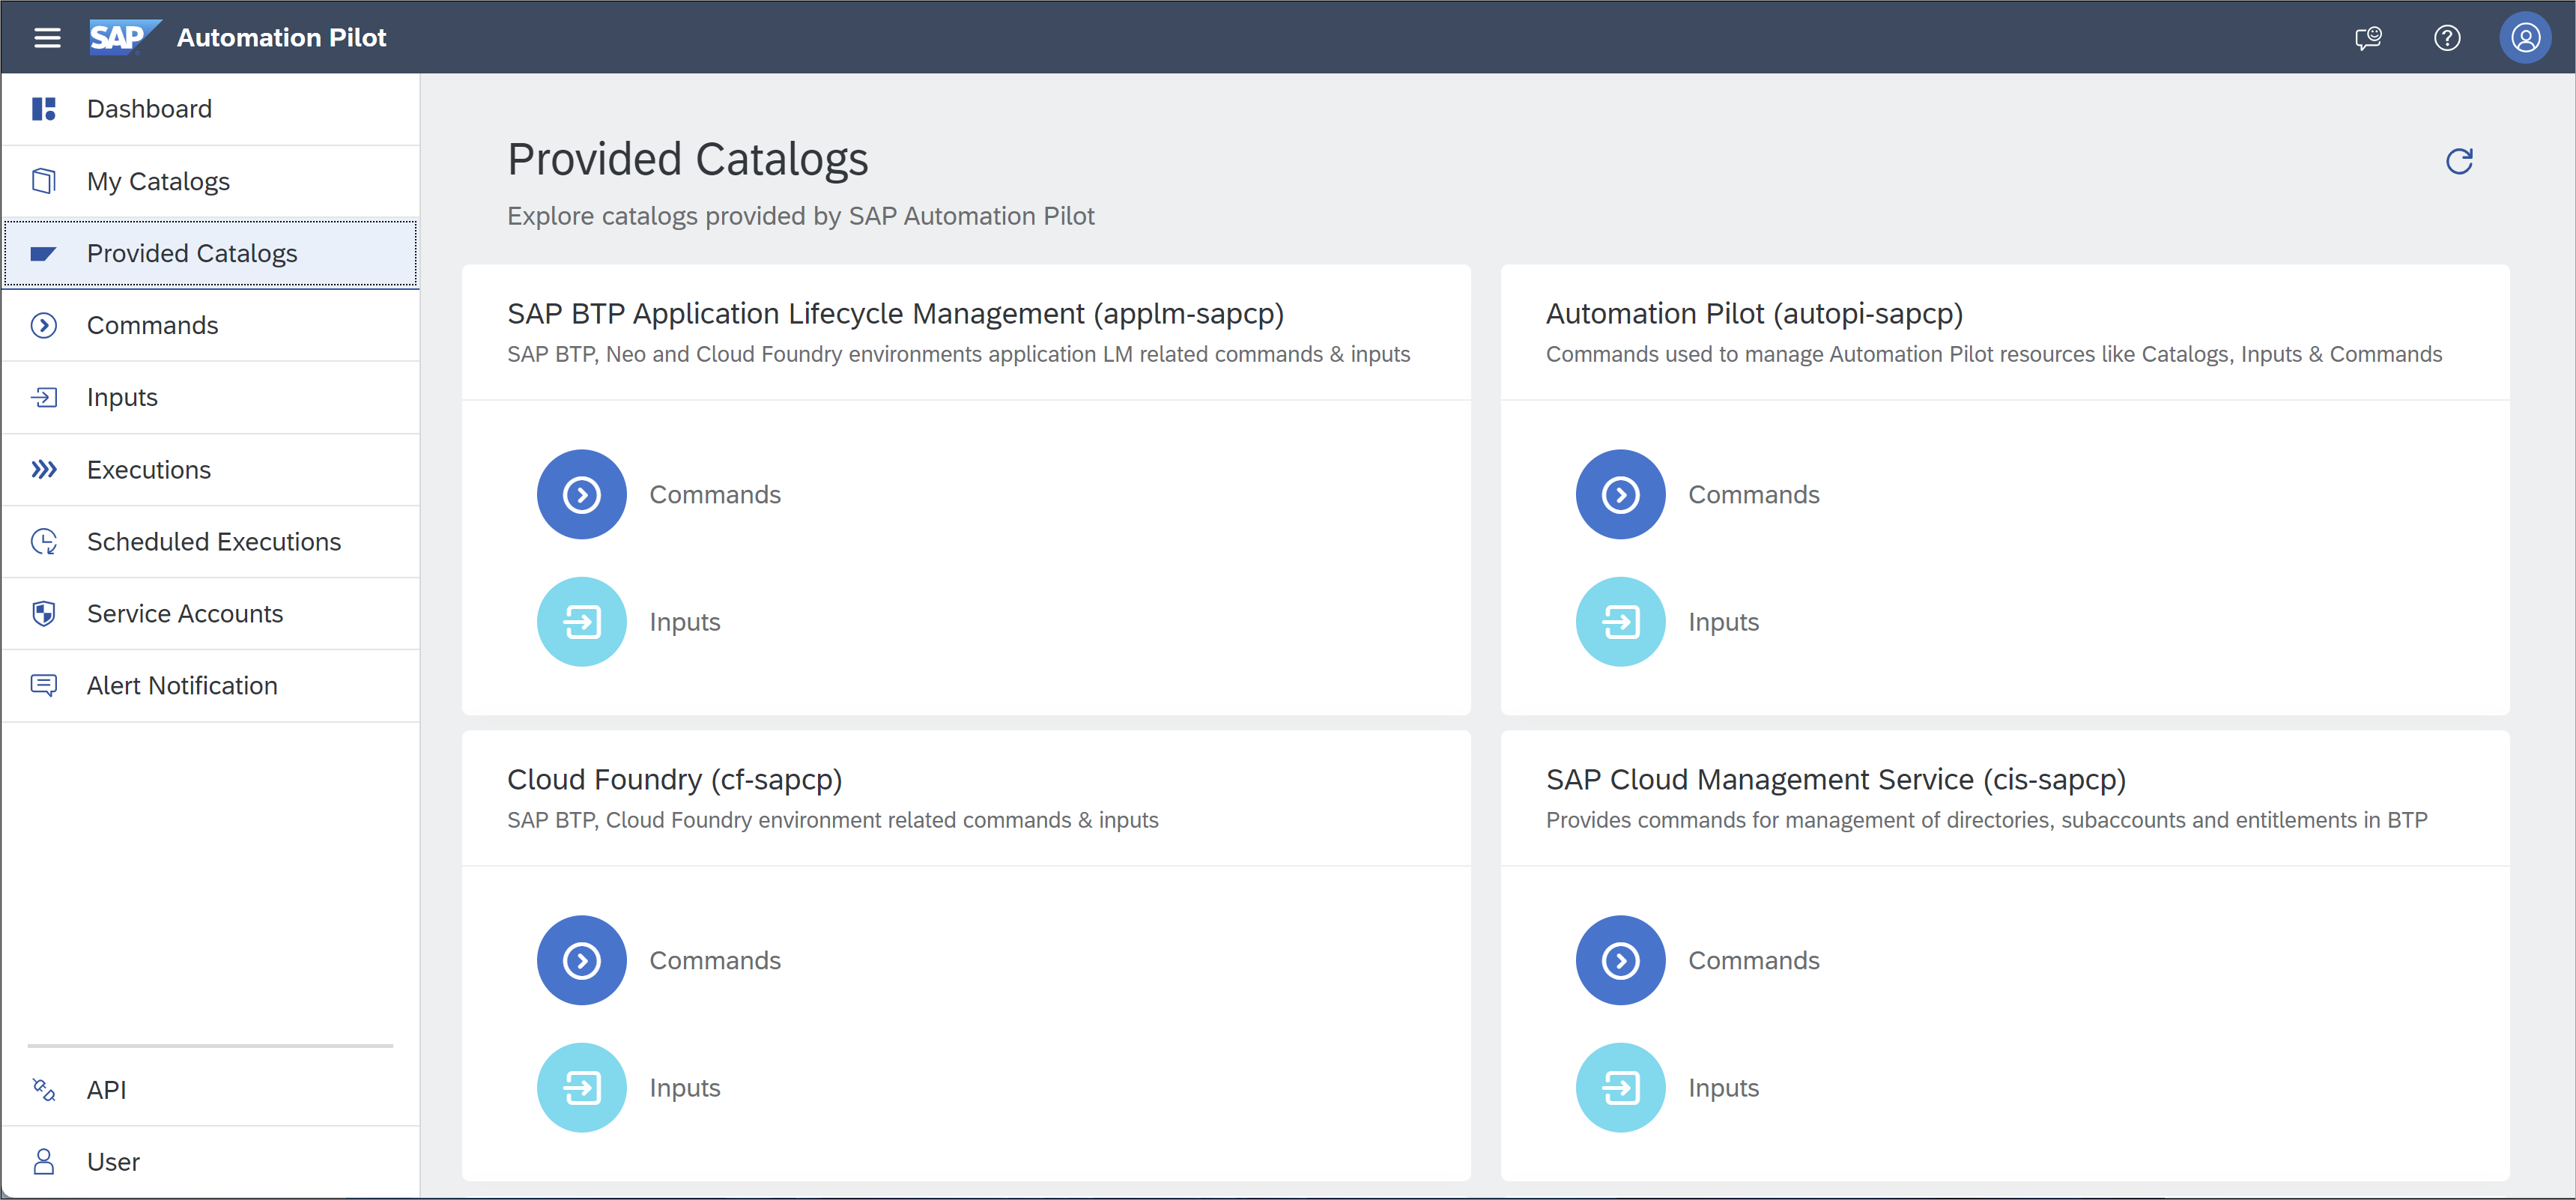 SAP Automation Pilot
Dashboard
My Catalogs
Provided Catalogs
Commands
Inputs
Executions
Scheduled Executions
Service Accounts
Alert Notification
API
User
Provided Catalogs
Explore catalogs provided by SAP Automation Pilot
SAP BTP Application Lifecycle Management (applm-sapcp)
SAP BTP, Neo and Cloud Foundry environments application LM related commands & inputs
Commands
Inputs
Automation Pilot (autopi-sapcp)
Commands used to manage Automation Pilot resources like Catalogs, Inputs & Commands
Commands
Inputs
Cloud Foundry (cf-sapcp)
SAP BTP, Cloud Foundry environment related commands & inputs
Commands
Inputs
SAP Cloud Management Service (cis-sapcp)
Provides commands for management of directories, subaccounts and entitlements in BTP
Commands
Inputs